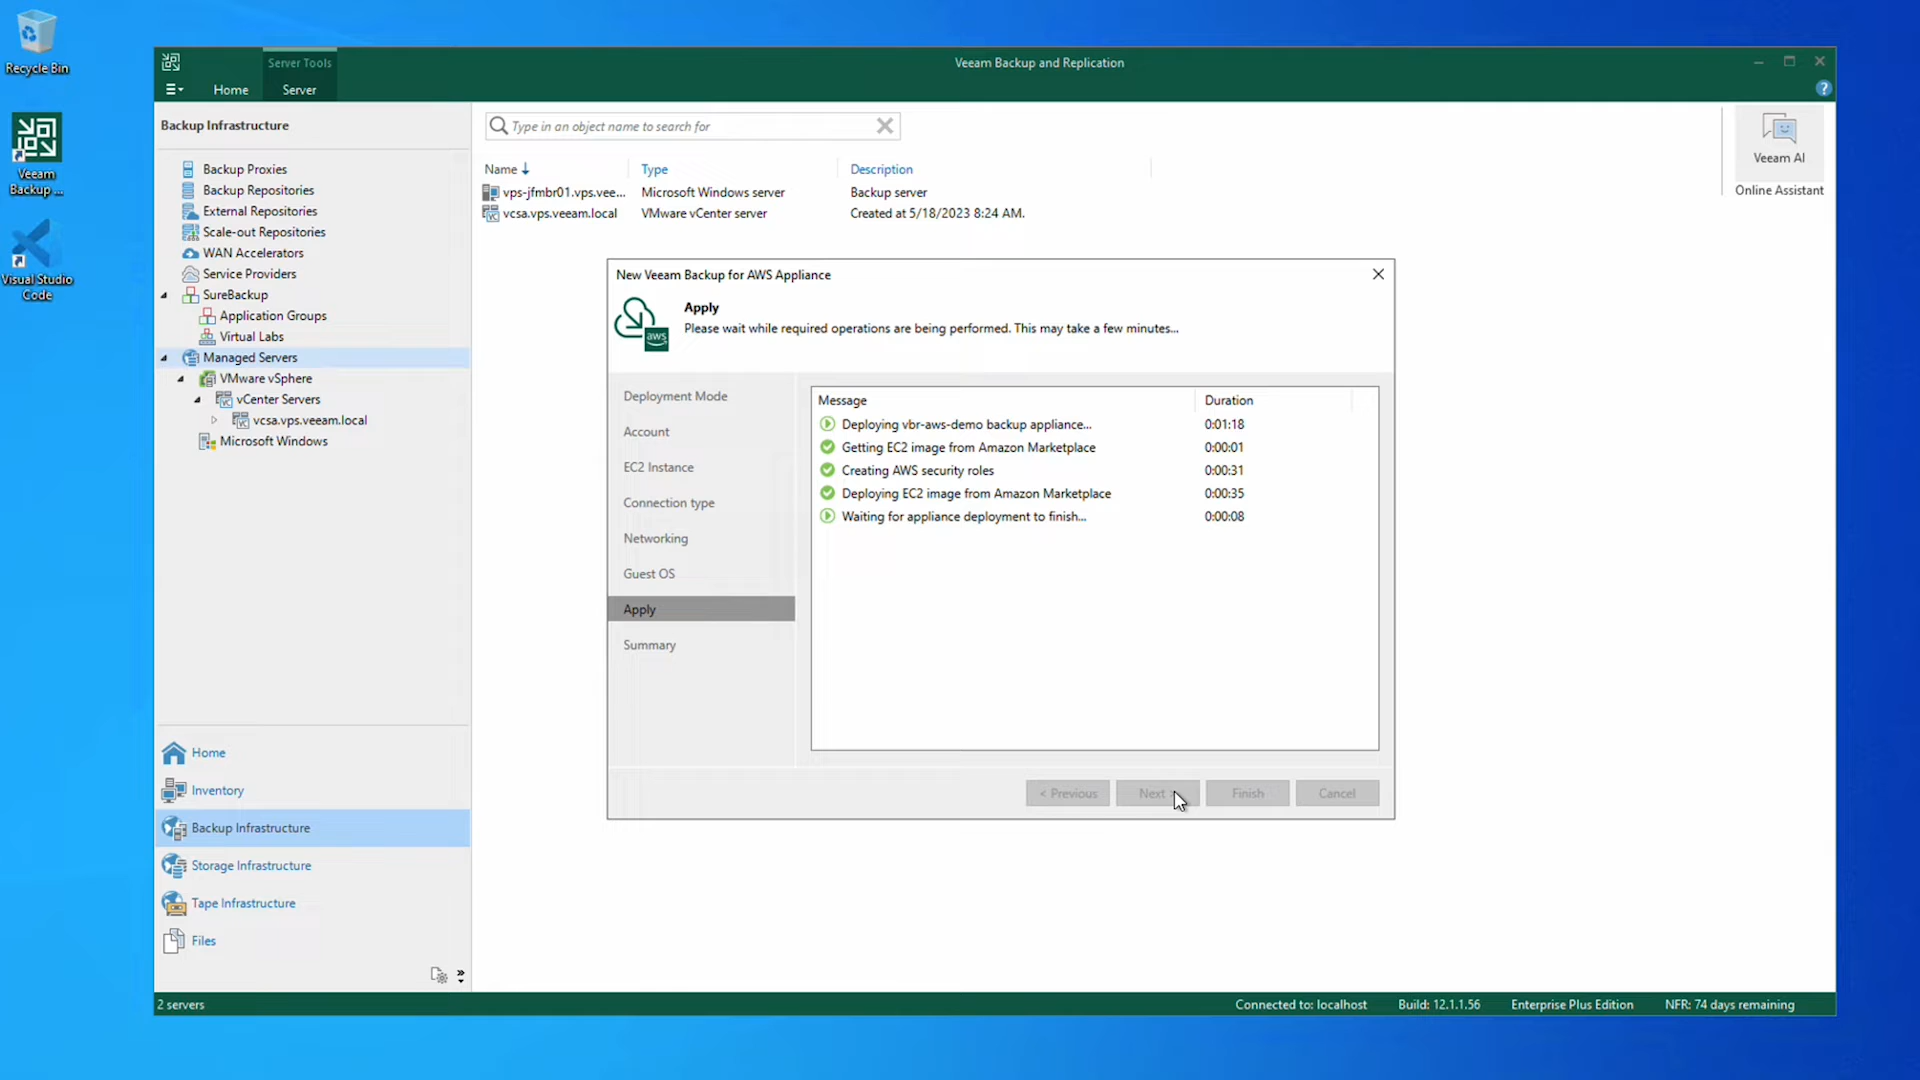 Recycle Bin
Veeam
Backup ...
Visual Studio
Code
Server Tools
Veeam Backup and Replication
Home
Server
?
Backup Infrastructure
Type in an object name to search for
Veeam AI
Online Assistant
Name
Type
Description
vps-jfmbr01.vps.vee...
Microsoft Windows server
Backup server
vcsa.vps.veeam.local
VMware vCenter server
Created at 5/18/2023 8:24 AM.
Backup Proxies
Backup Repositories
External Repositories
Scale-out Repositories
WAN Accelerators
Service Providers
SureBackup
Application Groups
Virtual Labs
Managed Servers
VMware vSphere
vCenter Servers
vcsa.vps.veeam.local
Microsoft Windows
New Veeam Backup for AWS Appliance
aws
Apply
Please wait while required operations are being performed. This may take a few minutes...
Deployment Mode
Account
EC2 Instance
Connection type
Networking
Guest OS
Apply
Summary
Message
Duration
Deploying vbr-aws-demo backup appliance...
0:01:18
Getting EC2 image from Amazon Marketplace
0:00:01
Creating AWS security roles
0:00:31
Deploying EC2 image from Amazon Marketplace
0:00:35
Waiting for appliance deployment to finish...
0:00:08
< Previous
Next >
Finish
Cancel
Home
Inventory
Backup Infrastructure
Storage Infrastructure
Tape Infrastructure
Files
2 servers
Connected to: localhost
Build: 12.1.1.56
Enterprise Plus Edition
NFR: 74 days remaining